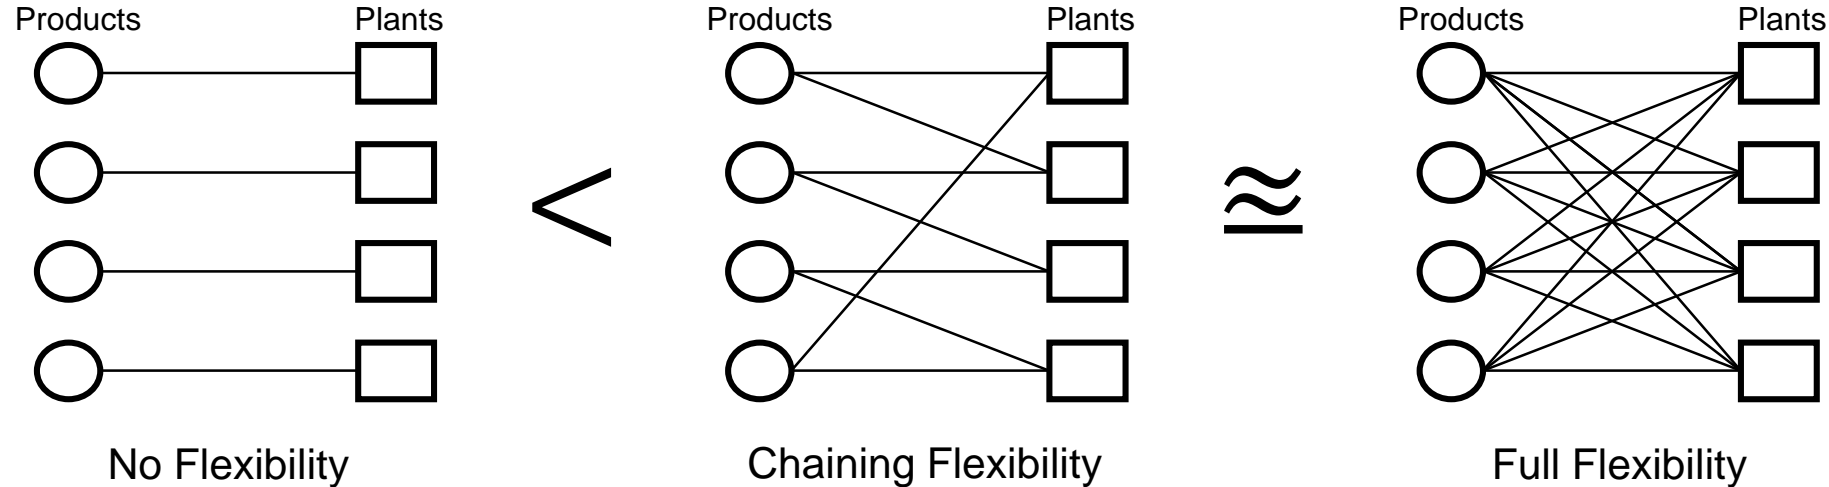 Products Plants Products Plants Products Plants
< ≊
No Flexibility Chaining Flexibility Full Flexibility